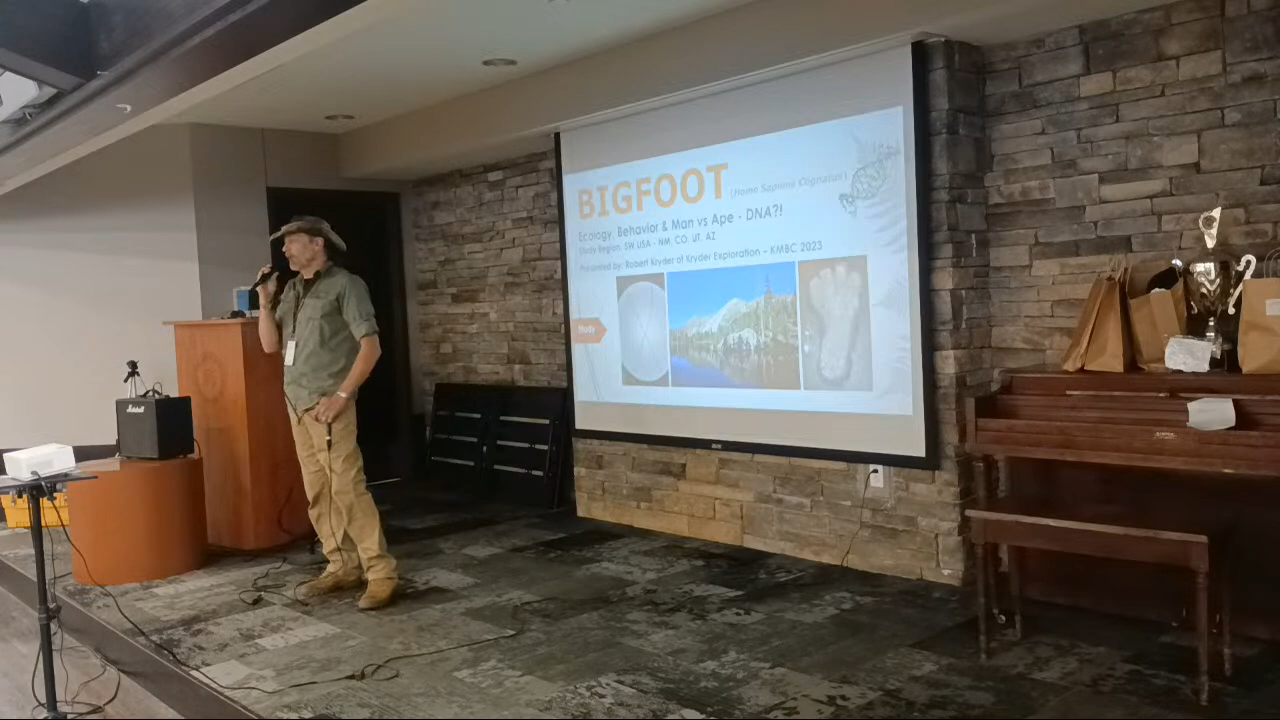 BIGFOOT (Homo Sapiens Cognatus)
Ecology, Behavior & Man vs Ape - DNA?!
Study Region: SW USA - NM, CO, UT, AZ
Presented by: Robert Kryder of Kryder Exploration – KMBC 2023
Study
Marshall